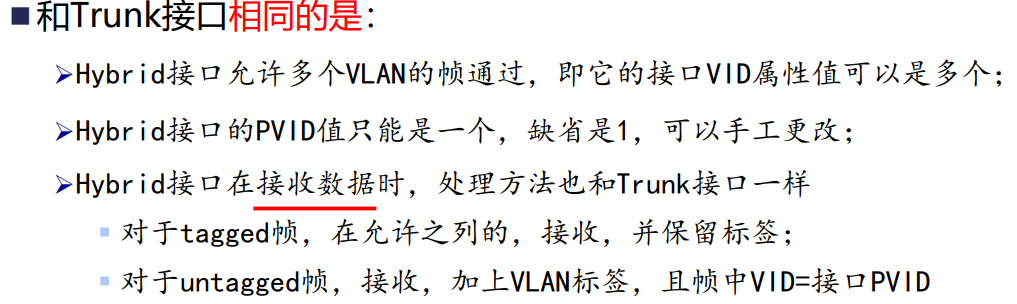 ■和Trunk接口相同的是：
➢Hybrid接口允许多个VLAN的帧通过，即它的接口VID属性值可以是多个；
➢Hybrid接口的PVID值只能是一个，缺省是1，可以手工更改；
➢Hybrid接口在接收数据时，处理方法也和Trunk接口一样
▪对于tagged帧，在允许之列的，接收，并保留标签；
▪对于untagged帧，接收，加上VLAN标签，且帧中VID=接口PVID